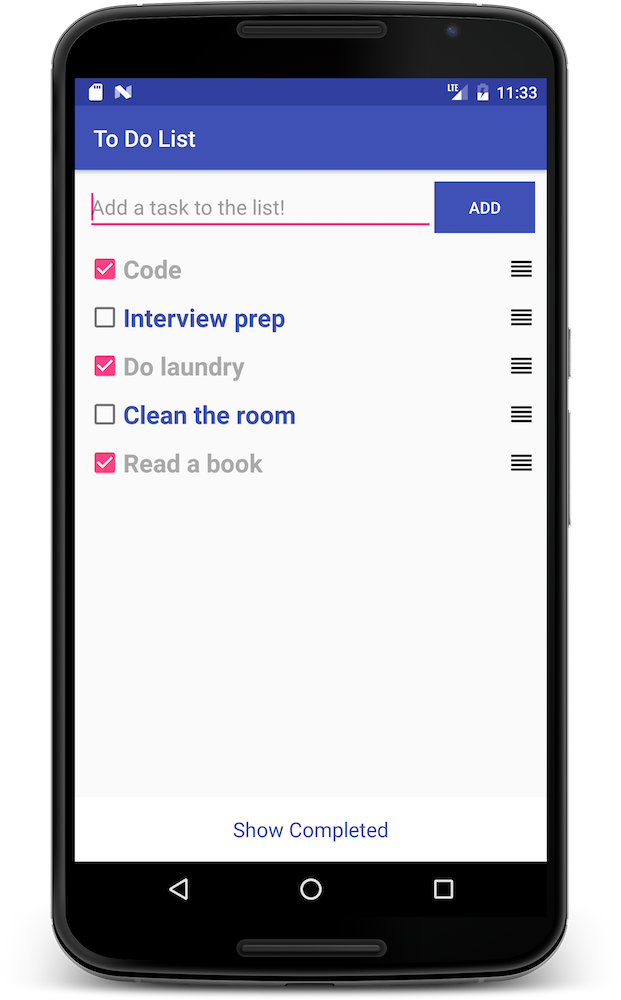 LTE 11:33
To Do List
Add a task to the list! ADD
Code
Interview prep
Do laundry
Clean the room
Read a book
Show Completed